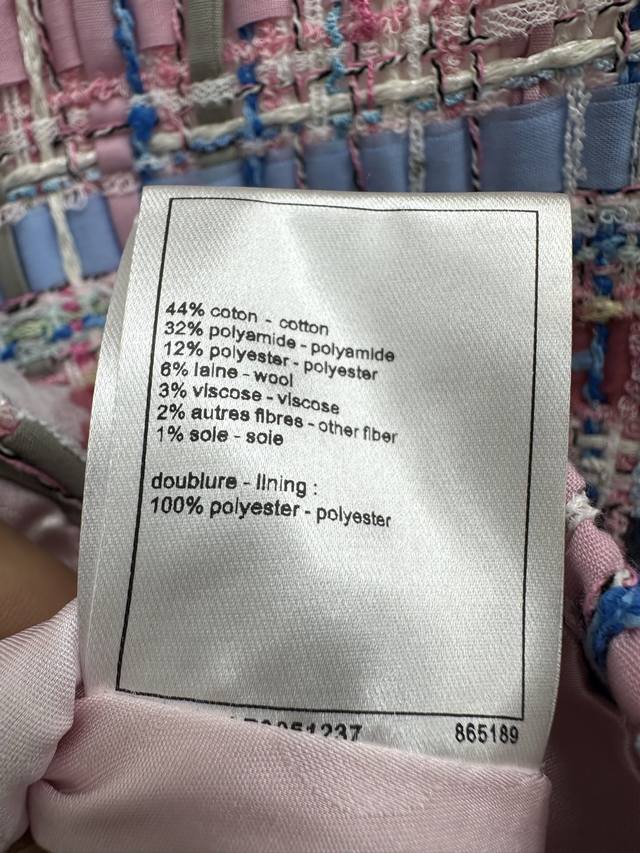 44% coton - cotton
32% polyamide - polyamide
12% polyester - polyester
6% laine - wool
3% viscose - viscose
2% autres fibres - other fiber
1% soie - soie
doublure - lining :
100% polyester - polyester
865189